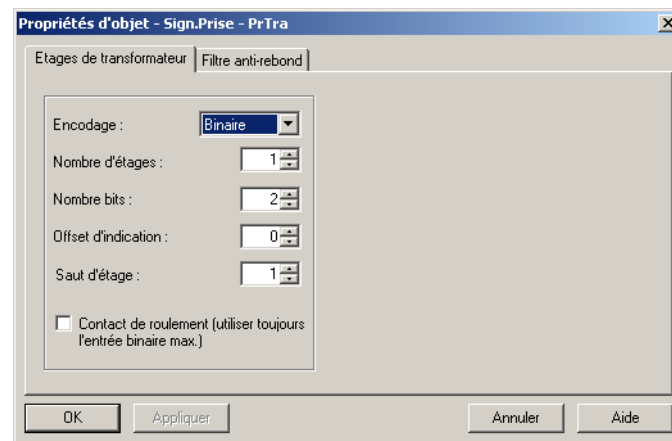 Propriétés d'objet - Sign.Prise - PrTra
Etages de transformateur Filtre anti-rebond
Encodage : Binaire
Nombre d'étages : 1
Nombre bits : 2
Offset d'indication : 0
Saut d'étage : 1
Contact de roulement (utiliser toujours
l'entrée binaire max.)
OK Appliquer Annuler Aide